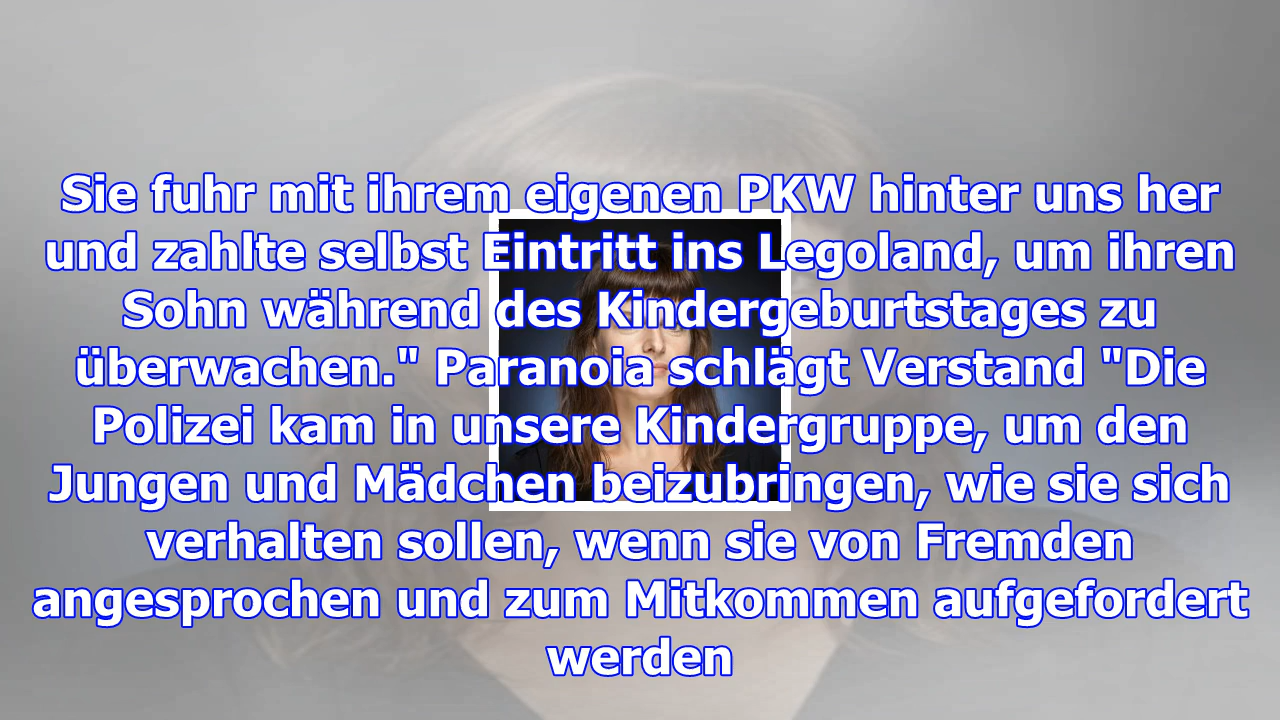 Sie fuhr mit ihrem eigenen PKW hinter uns her
und zahlte selbst Eintritt ins Legoland, um ihren
Sohn während des Kindergeburtstages zu
überwachen." Paranoia schlägt Verstand "Die
Polizei kam in unsere Kindergruppe, um den
Jungen und Mädchen beizubringen, wie sie sich
verhalten sollen, wenn sie von Fremden
angesprochen und zum Mitkommen aufgefordert
werden